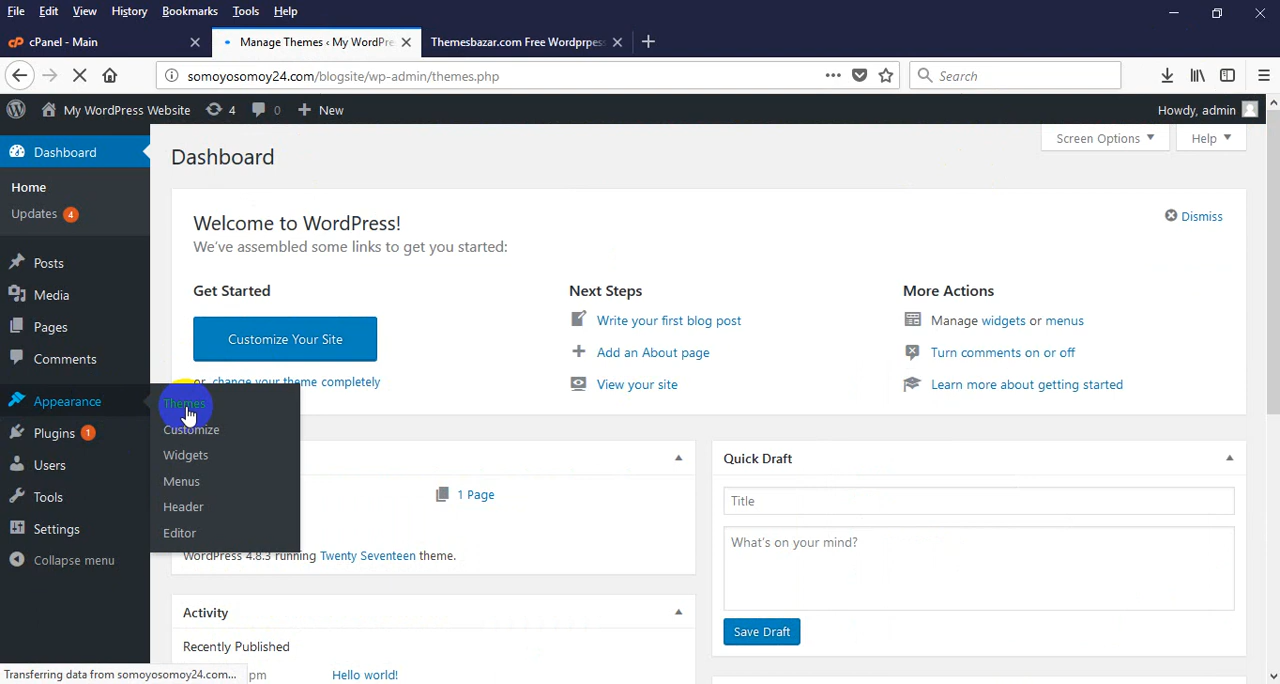 File Edit View History Bookmarks Tools Help
cPanel - Main
Manage Themes ‹ My WordPre
Themesbazar.com Free Wordprpes
somoyosomoy24.com/blogsite/wp-admin/themes.php
Search
My WordPress Website 4 0 New
Howdy, admin
Dashboard
Home
Updates 4
Posts
Media
Pages
Comments
Appearance
Plugins 1
Users
Tools
Settings
Collapse menu
Themes
Customize
Widgets
Menus
Header
Editor
Dashboard
Screen Options
Help
Welcome to WordPress!
We've assembled some links to get you started:
Dismiss
Get Started
Customize Your Site
or, change your theme completely
Next Steps
Write your first blog post
Add an About page
View your site
More Actions
Manage widgets or menus
Turn comments on or off
Learn more about getting started
1 Page
WordPress 4.8.3 running Twenty Seventeen theme.
Activity
Recently Published
pm Hello world!
Quick Draft
Title
What's on your mind?
Save Draft
Transferring data from somoyosomoy24.com...